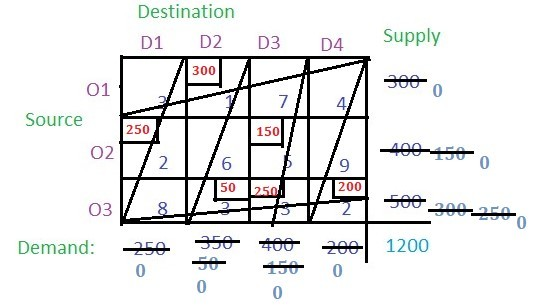 Destination
D1 D2 D3 D4 Supply
300
O1 3 1 7 4 300 0
Source
250 150
O2 2 6 5 9 400 150 0
50 250 200
O3 8 3 3 2 500 300 250 0
Demand: 250 350 400 200 1200
0 50 150 0
0 0